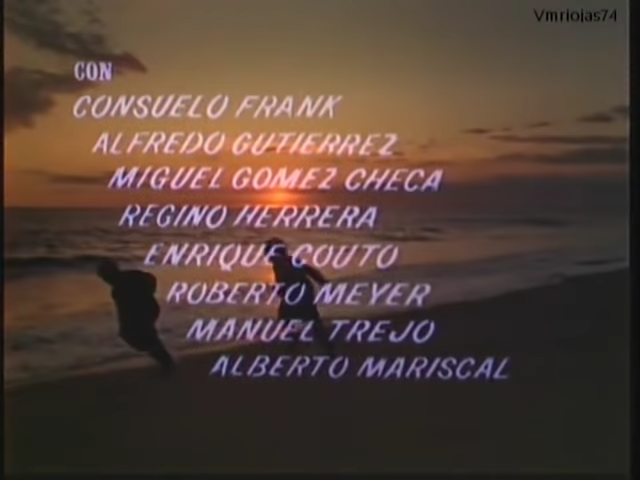 Vmriojas74
CON
CONSUELO FRANK
ALFREDO GUTIERREZ
MIGUEL GOMEZ CHECA
REGINO HERRERA
ENRIQUE COUTO
ROBERTO MEYER
MANUEL TREJO
ALBERTO MARISCAL